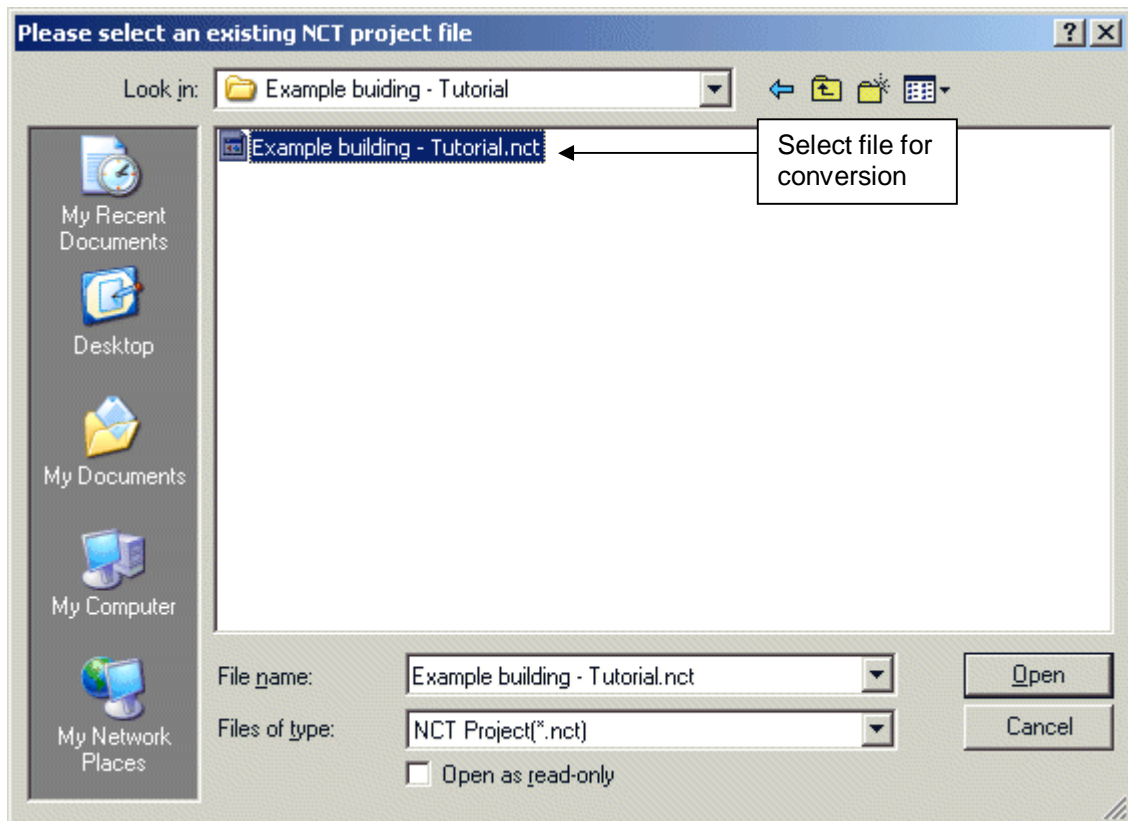 Please select an existing NCT project file
Look in:
Example buiding - Tutorial
Example building - Tutorial.nct
Select file for
conversion
My Recent
Documents
Desktop
My Documents
My Computer
My Network
Places
File name:
Example building - Tutorial.nct
Open
Files of type:
NCT Project(*.nct)
Cancel
Open as read-only